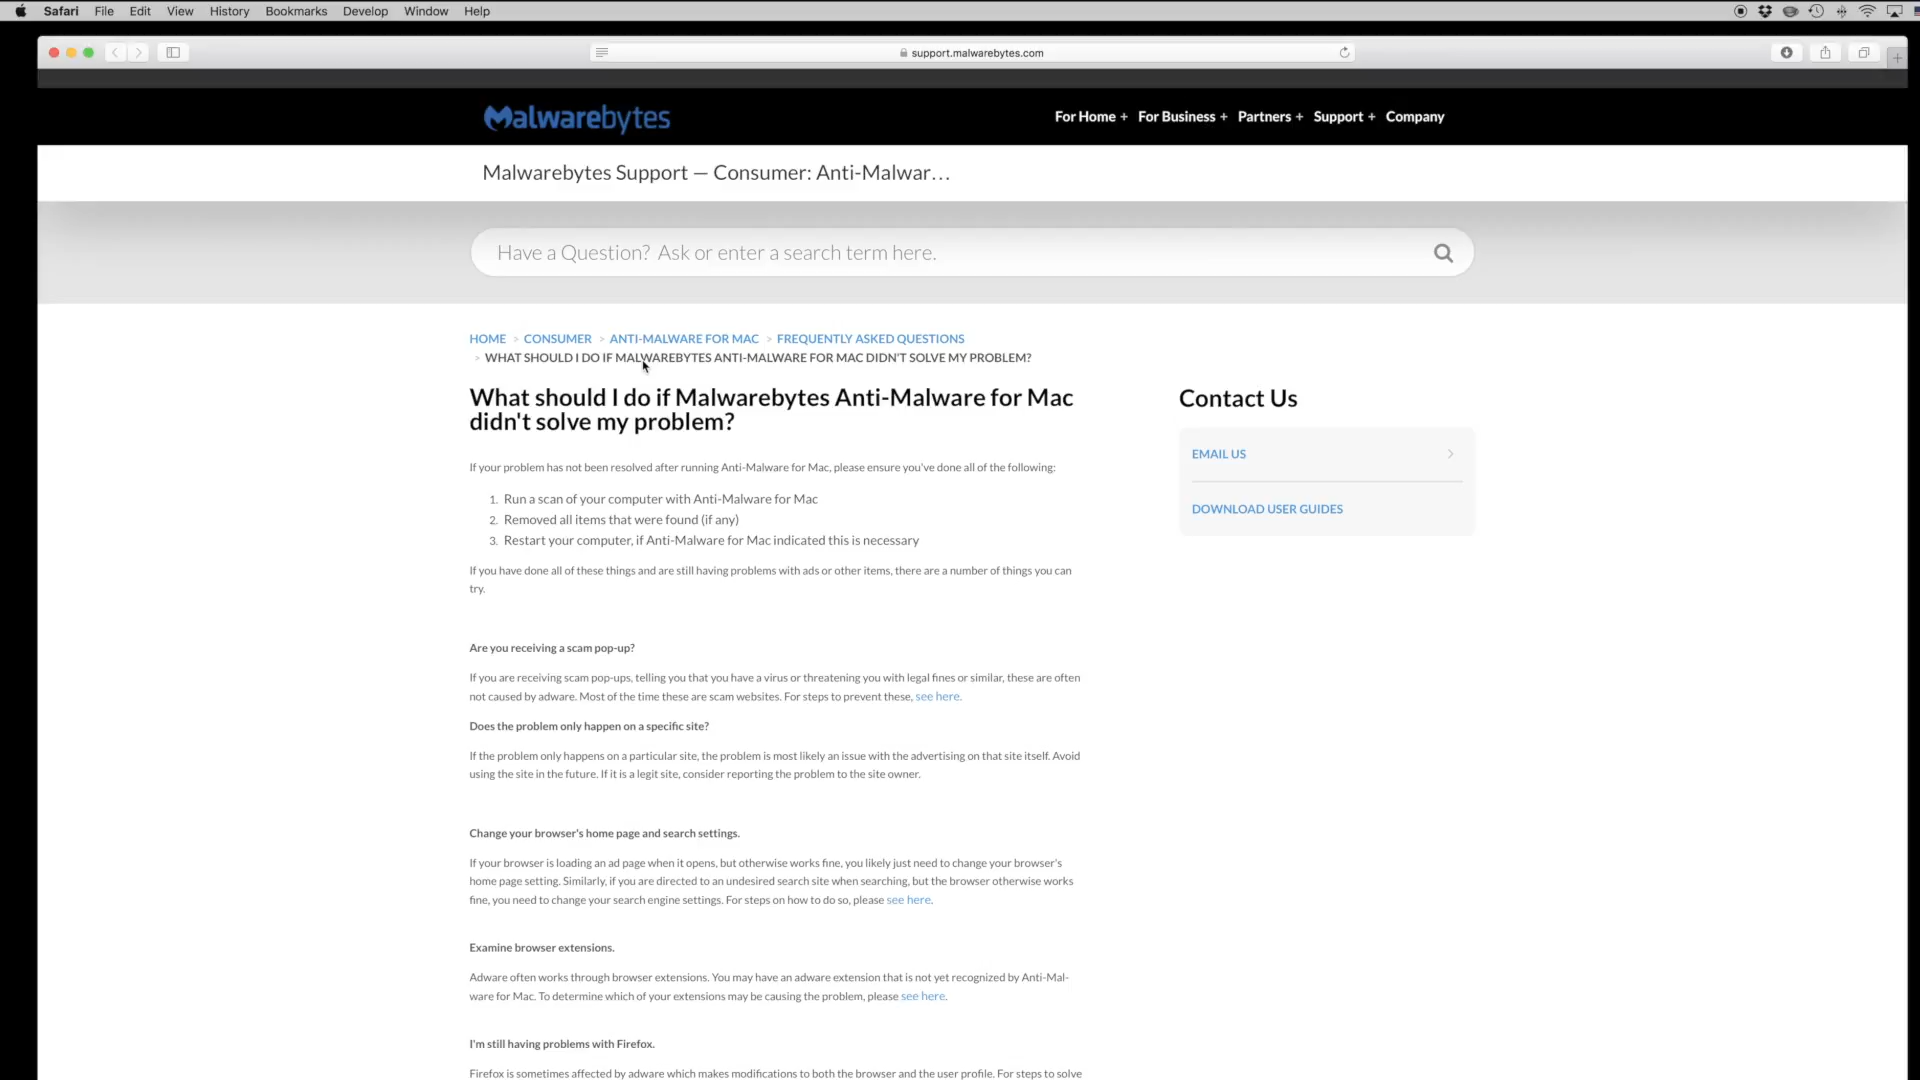 Safari File Edit View History Bookmarks Develop Window Help
support.malwarebytes.com
Malwarebytes
For Home + For Business + Partners + Support + Company
Malwarebytes Support — Consumer: Anti-Malwar…
Have a Question? Ask or enter a search term here.
HOME > CONSUMER > ANTI-MALWARE FOR MAC > FREQUENTLY ASKED QUESTIONS
> WHAT SHOULD I DO IF MALWAREBYTES ANTI-MALWARE FOR MAC DIDN'T SOLVE MY PROBLEM?
What should I do if Malwarebytes Anti-Malware for Mac
didn't solve my problem?
If your problem has not been resolved after running Anti-Malware for Mac, please ensure you've done all of the following:
1. Run a scan of your computer with Anti-Malware for Mac
2. Removed all items that were found (if any)
3. Restart your computer, if Anti-Malware for Mac indicated this is necessary
If you have done all of these things and are still having problems with ads or other items, there are a number of things you can
try.
Are you receiving a scam pop-up?
If you are receiving scam pop-ups, telling you that you have a virus or threatening you with legal fines or similar, these are often
not caused by adware. Most of the time these are scam websites. For steps to prevent these, see here.
Does the problem only happen on a specific site?
If the problem only happens on a particular site, the problem is most likely an issue with the advertising on that site itself. Avoid
using the site in the future. If it is a legit site, consider reporting the problem to the site owner.
Change your browser's home page and search settings.
If your browser is loading an ad page when it opens, but otherwise works fine, you likely just need to change your browser's
home page setting. Similarly, if you are directed to an undesired search site when searching, but the browser otherwise works
fine, you need to change your search engine settings. For steps on how to do so, please see here.
Examine browser extensions.
Adware often works through browser extensions. You may have an adware extension that is not yet recognized by Anti-Mal-
ware for Mac. To determine which of your extensions may be causing the problem, please see here.
I'm still having problems with Firefox.
Firefox is sometimes affected by adware which makes modifications to both the browser and the user profile. For steps to solve
Contact Us
EMAIL US
DOWNLOAD USER GUIDES